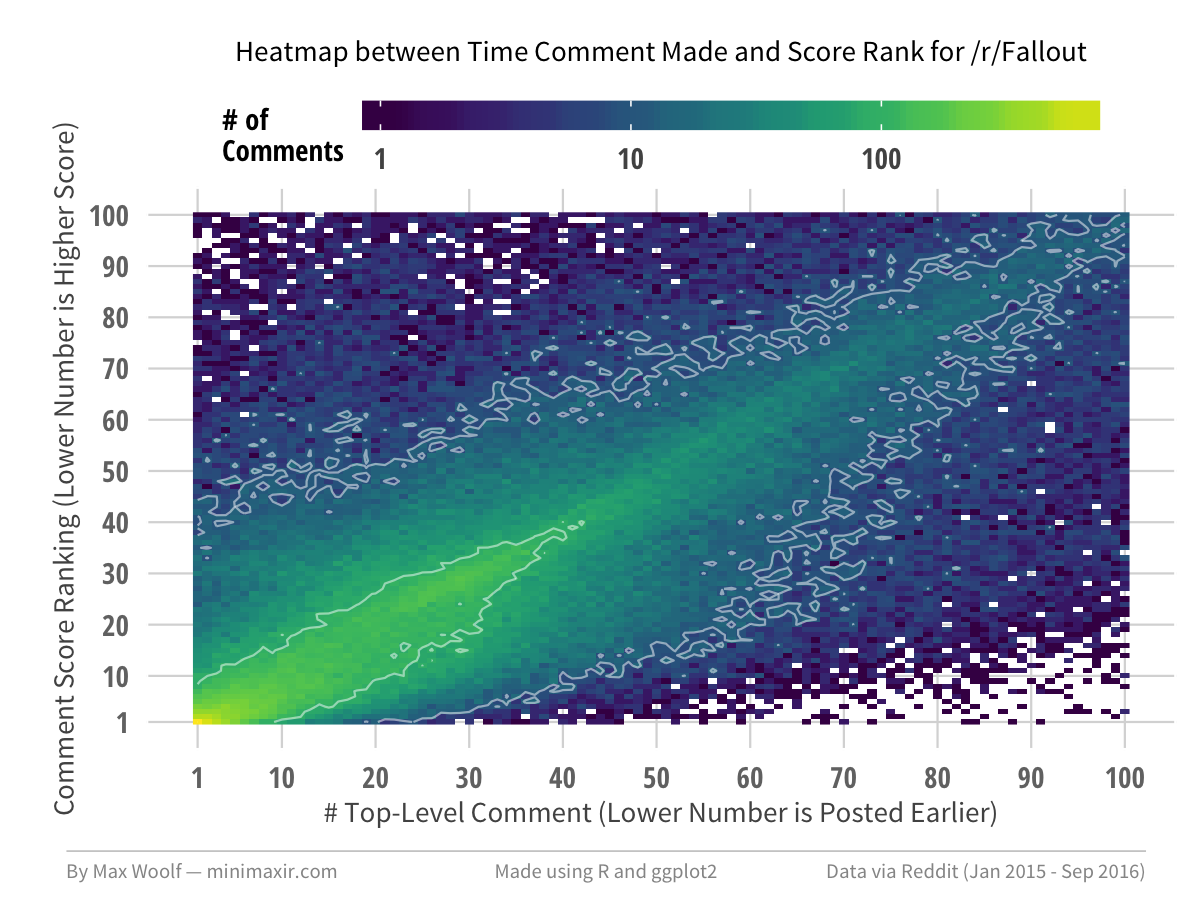 Heatmap between Time Comment Made and Score Rank for /r/Fallout
# of
Comments
1 10 100
Comment Score Ranking (Lower Number is Higher Score)
100
90
80
70
60
50
40
30
20
10
1
1 10 20 30 40 50 60 70 80 90 100
# Top-Level Comment (Lower Number is Posted Earlier)
By Max Woolf — minimaxir.com Made using R and ggplot2 Data via Reddit (Jan 2015 - Sep 2016)